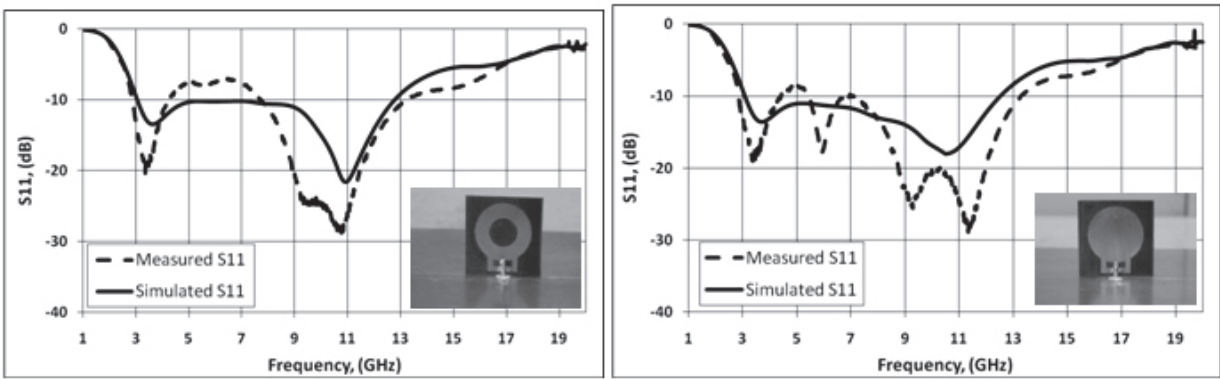 0
-10
-20
-30
-40
S11, (dB)
Measured S11
Simulated S11
1 3 5 7 9 11 13 15 17 19
Frequency, (GHz)
0
-10
-20
-30
-40
S11, (dB)
Measured S11
Simulated S11
1 3 5 7 9 11 13 15 17 19
Frequency, (GHz)